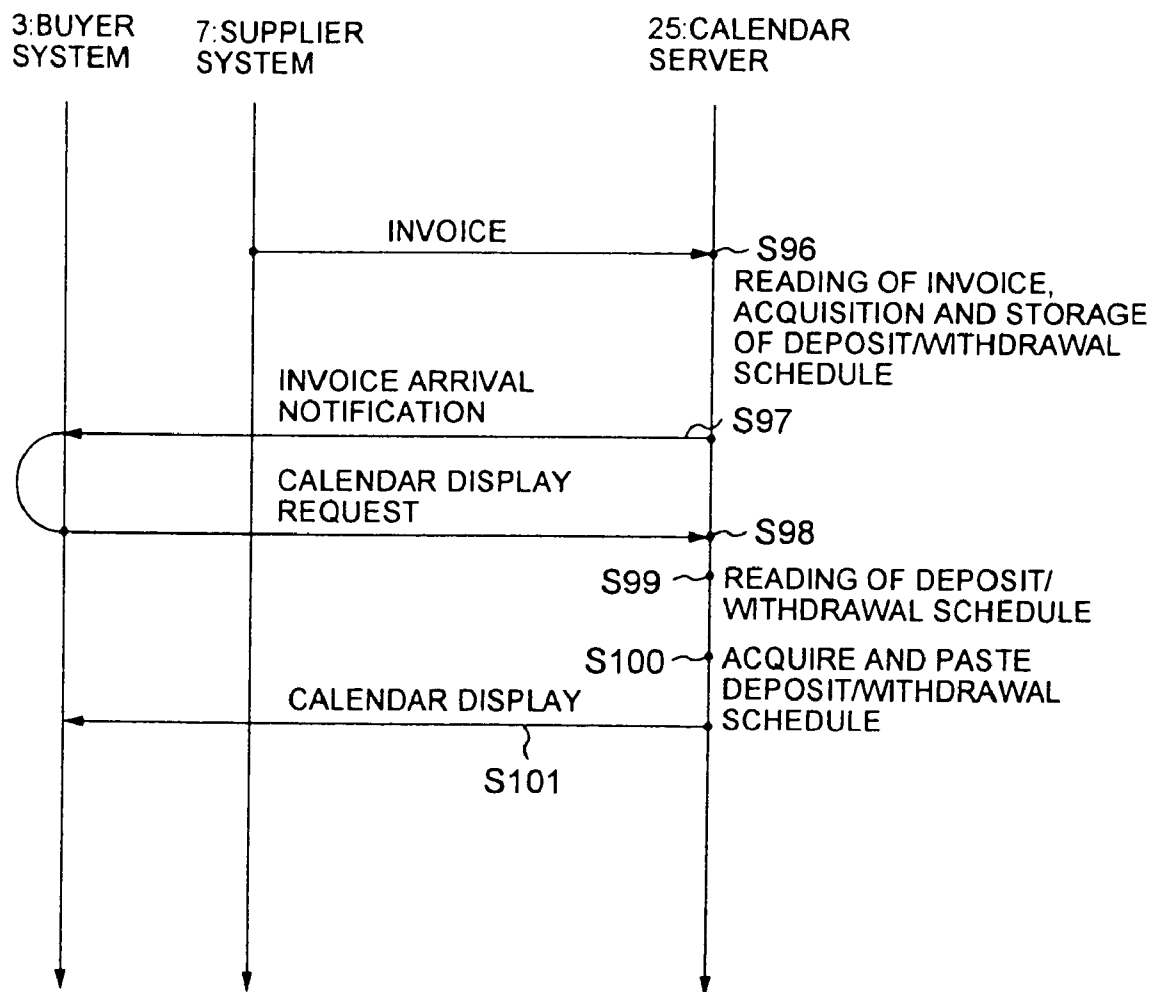 3:BUYER
SYSTEM
7:SUPPLIER
SYSTEM
25:CALENDAR
SERVER
INVOICE
S96
READING OF INVOICE,
ACQUISITION AND STORAGE
OF DEPOSIT/WITHDRAWAL
SCHEDULE
INVOICE ARRIVAL
NOTIFICATION
S97
CALENDAR DISPLAY
REQUEST
S98
S99
READING OF DEPOSIT/
WITHDRAWAL SCHEDULE
S100
ACQUIRE AND PASTE
DEPOSIT/WITHDRAWAL
SCHEDULE
CALENDAR DISPLAY
S101